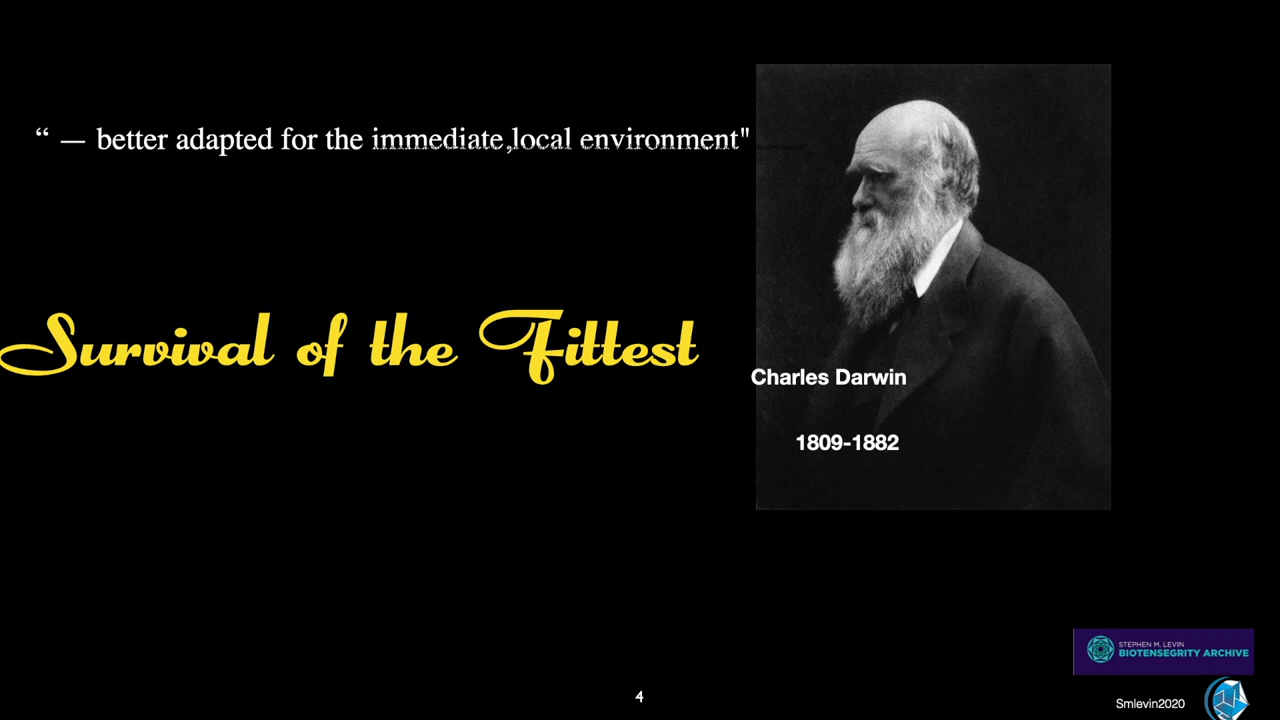 “ — better adapted for the immediate,local environment"
Survival of the Fittest
Charles Darwin
1809-1882
STEPHEN M. LEVIN
BIOTENSEGRITY ARCHIVE
4
Smlevin2020